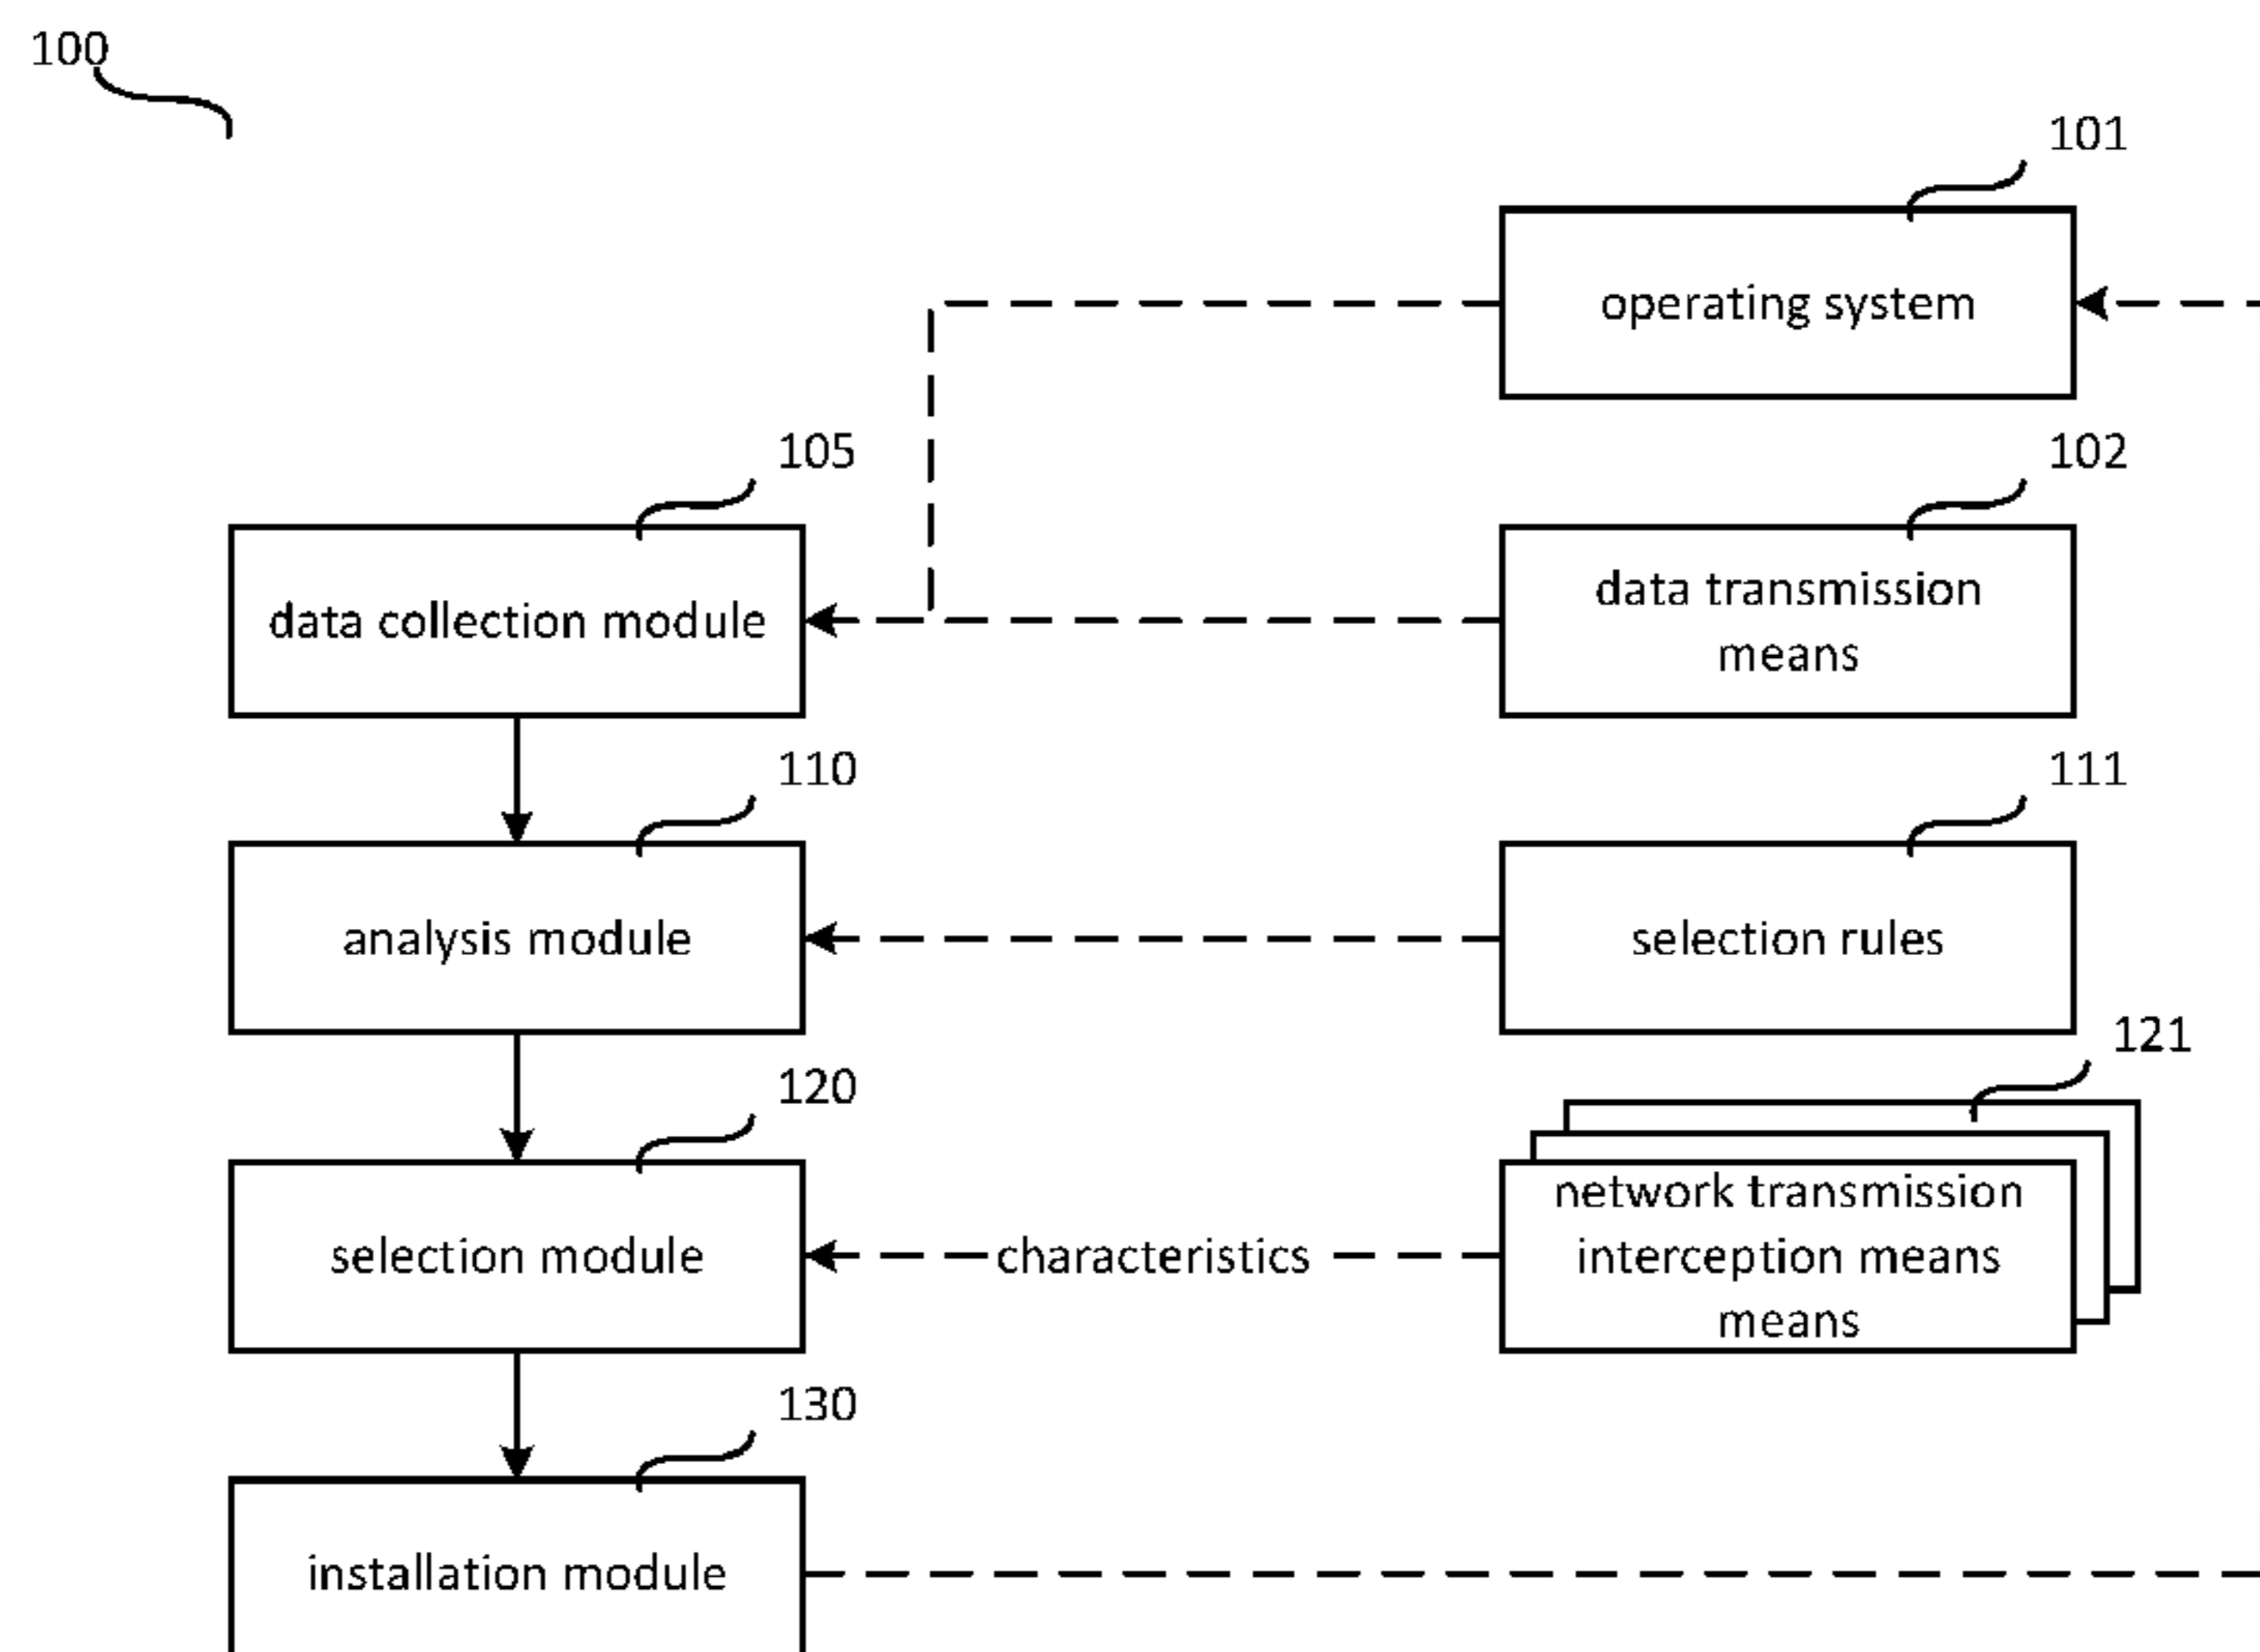 100
101
operating system
105
102
data collection module
data transmission
means
110
111
analysis module
selection rules
121
120
network transmission
interception means
means
selection module
characteristics
130
installation module